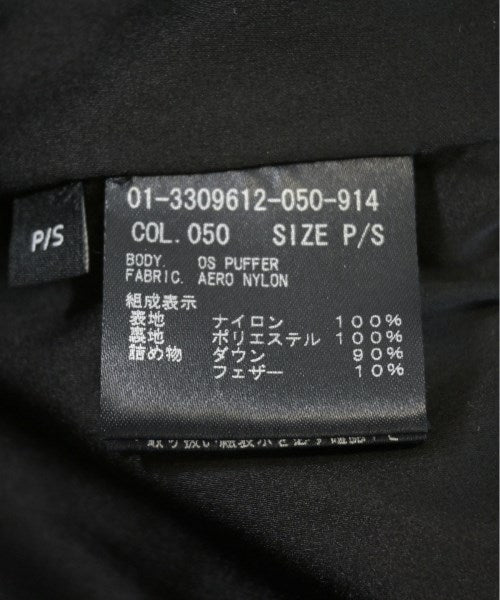 P/S
01-3309612-050-914
COL.050 SIZE P/S
BODY. OS PUFFER
FABRIC. AERO NYLON
組成表示
表地 ナイロン 100%
裏地 ポリエステル 100%
詰め物 ダウン 90%
フェザー 10%